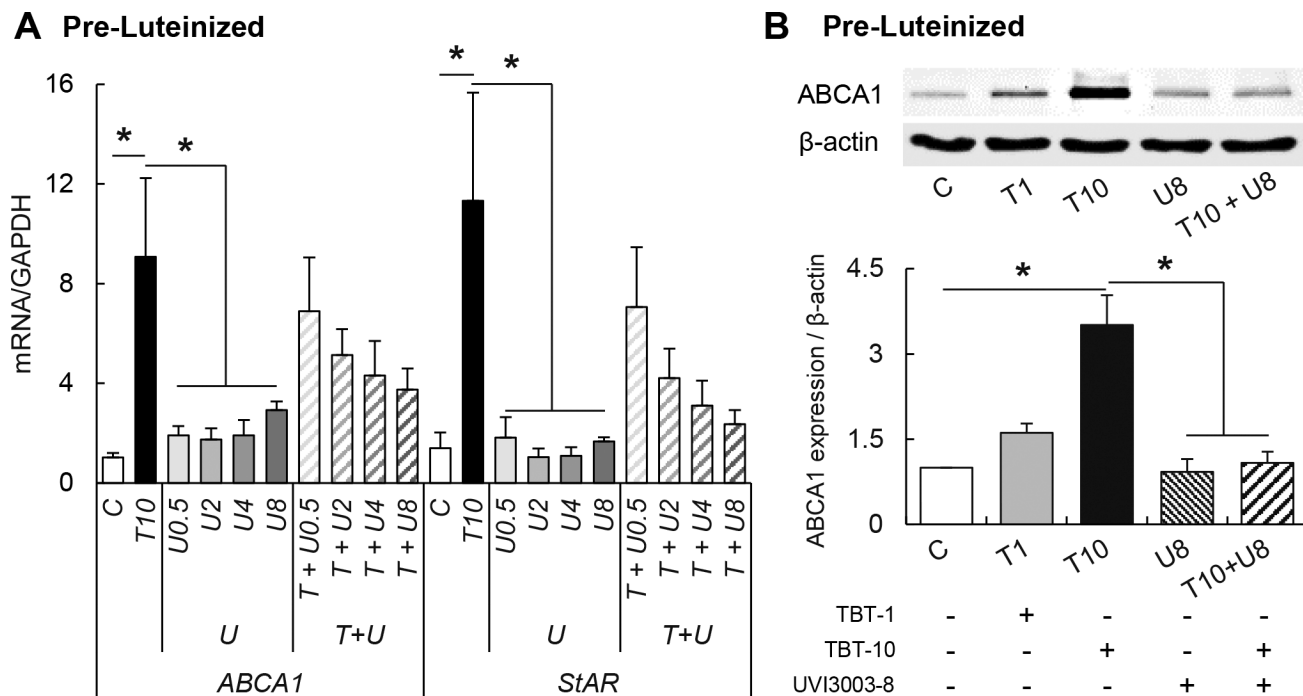 A Pre-Luteinized
mRNA/GAPDH
16
12
8
4
0
* * * *
C T10 U0.5 U2 U4 U8 T + U0.5 T + U2 T + U4 T + U8 C T10 U0.5 U2 U4 U8 T + U0.5 T + U2 T + U4 T + U8
U T+U U T+U
ABCA1 StAR
B Pre-Luteinized
ABCA1
β-actin
C T1 T10 U8 T10 + U8
ABCA1 expression / β-actin
4.5
3
1.5
0
* *
C T1 T10 U8 T10+U8
TBT-1 - + - - -
TBT-10 - - + - +
UVI3003-8 - - - + +